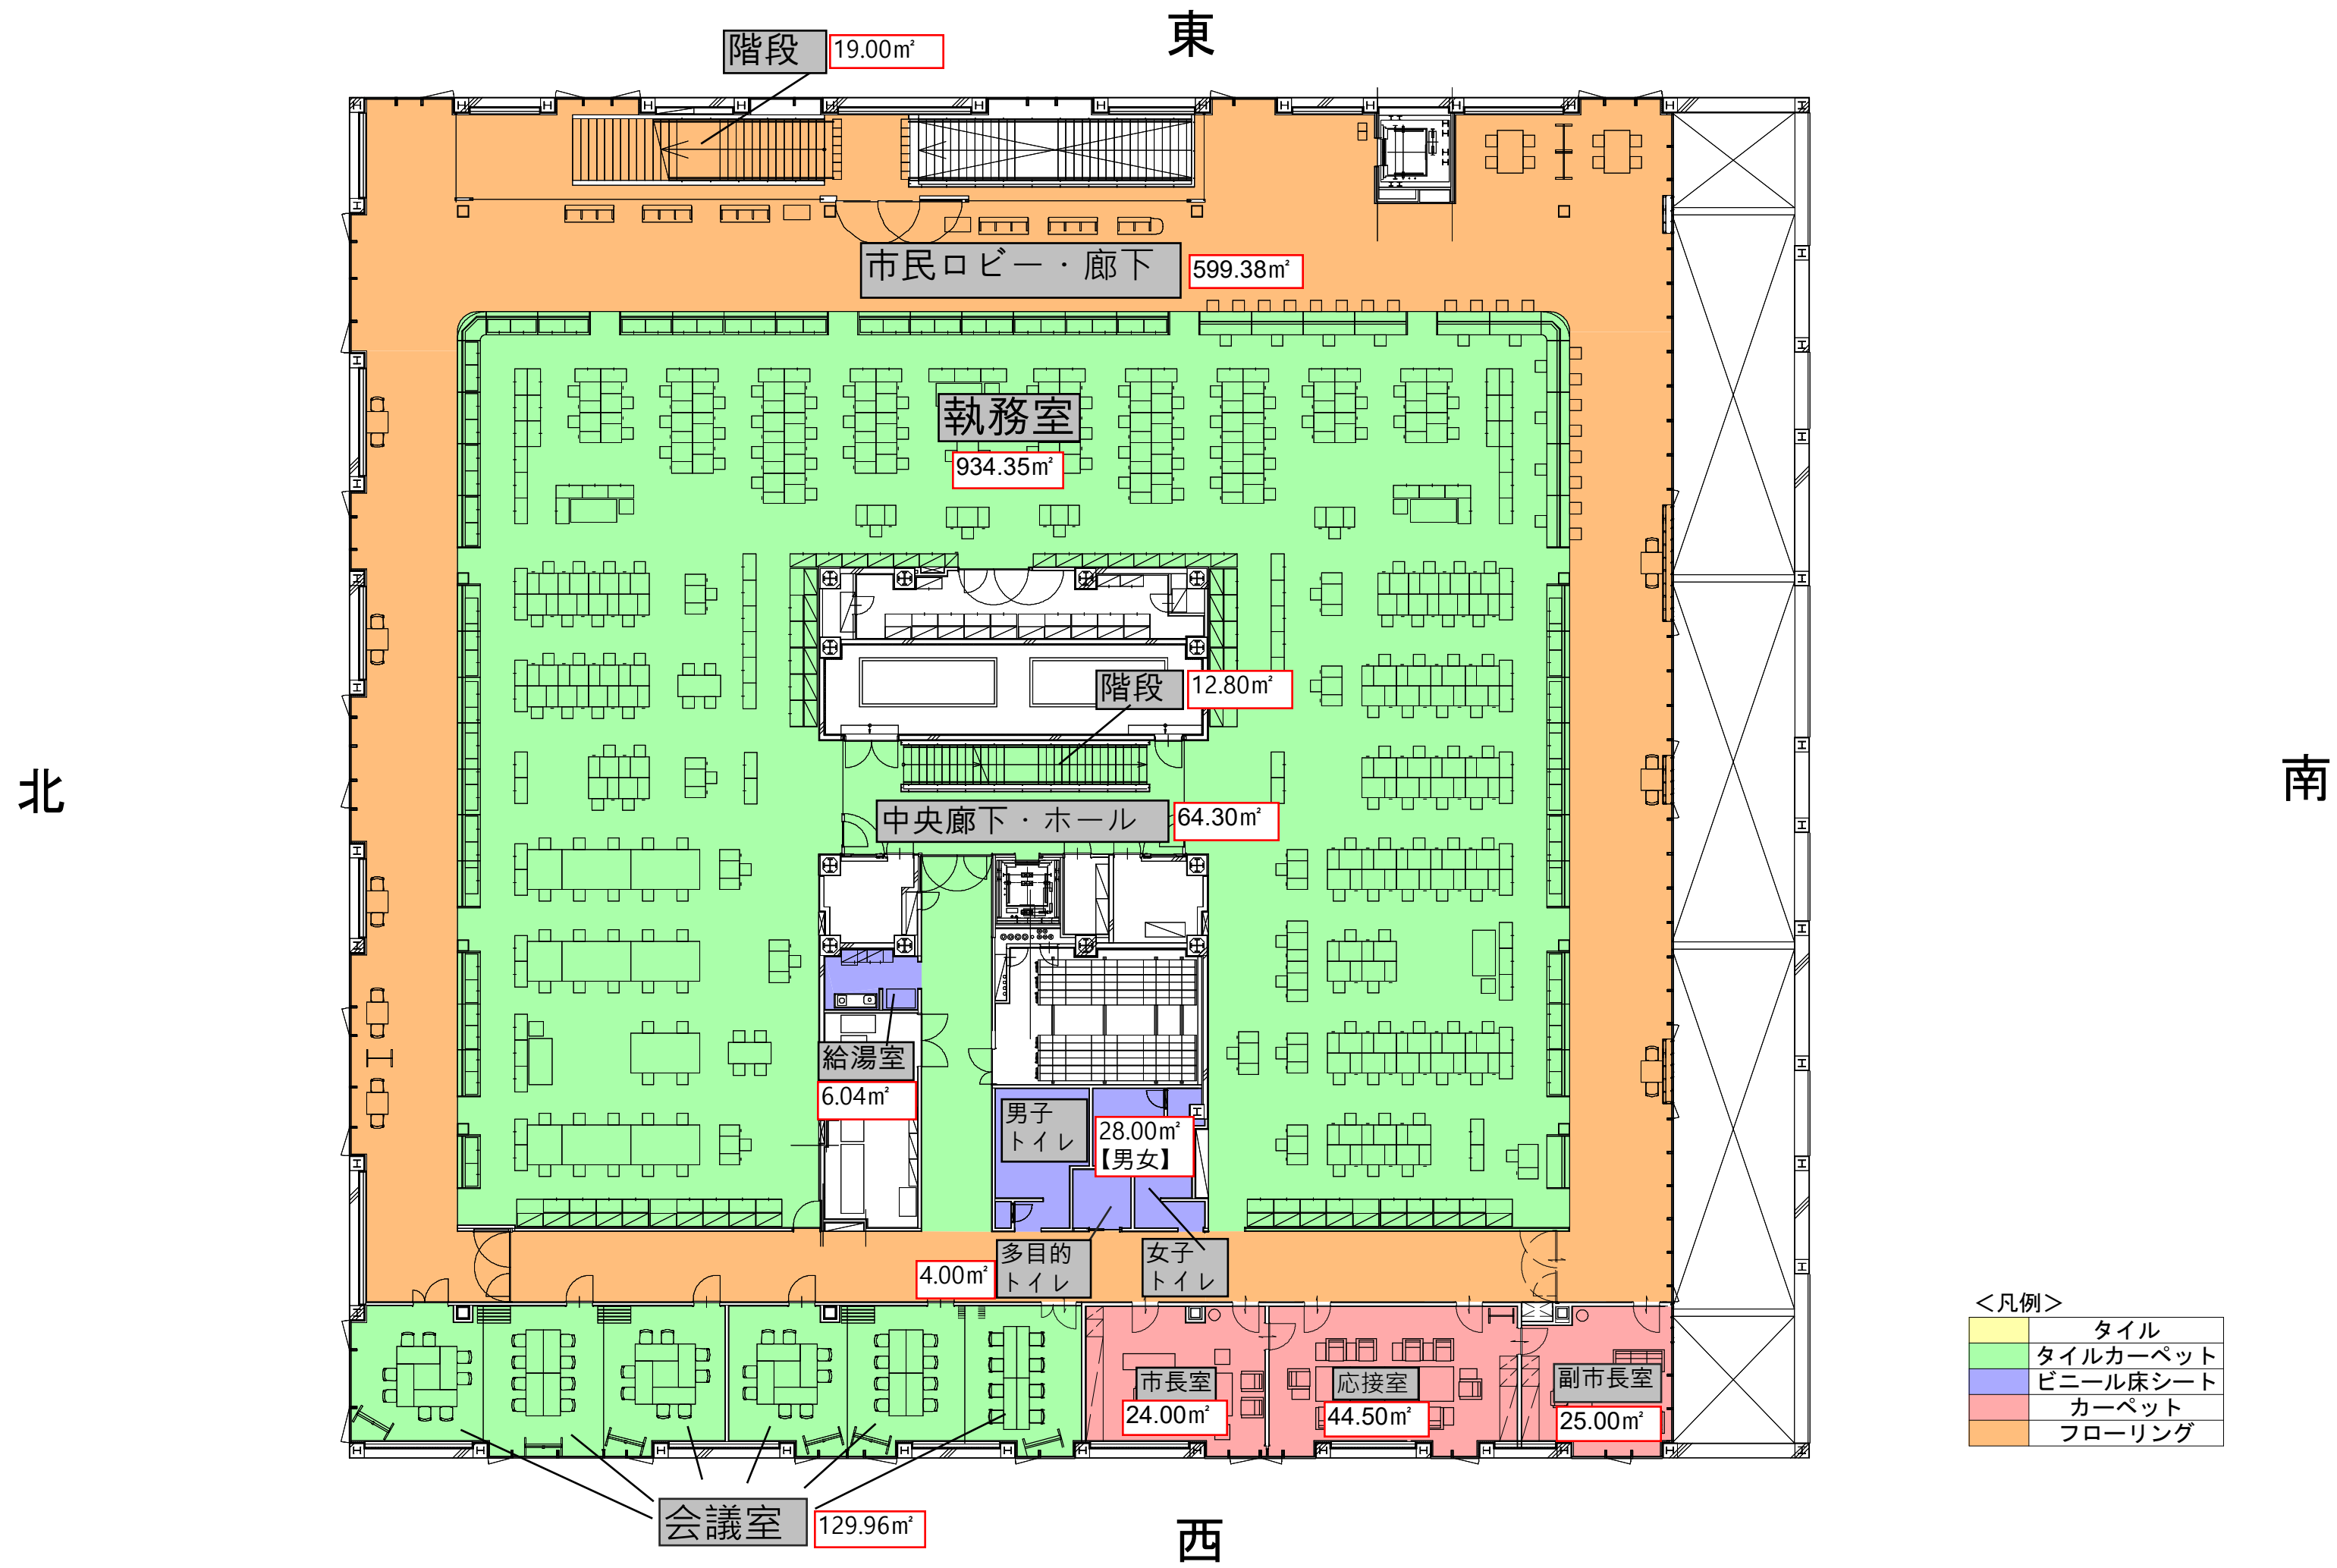 東
階段
19.00㎡
市民ロビー・廊下
599.38㎡
執務室
934.35㎡
階段
12.80㎡
北
南
中央廊下・ホール
64.30㎡
給湯室
6.04㎡
男子
トイレ
28.00㎡
【男女】
4.00㎡
多目的
トイレ
女子
トイレ
市長室
24.00㎡
応接室
44.50㎡
副市長室
25.00㎡
会議室
129.96㎡
西
＜凡例＞
タイル
タイルカーペット
ビニール床シート
カーペット
フローリング